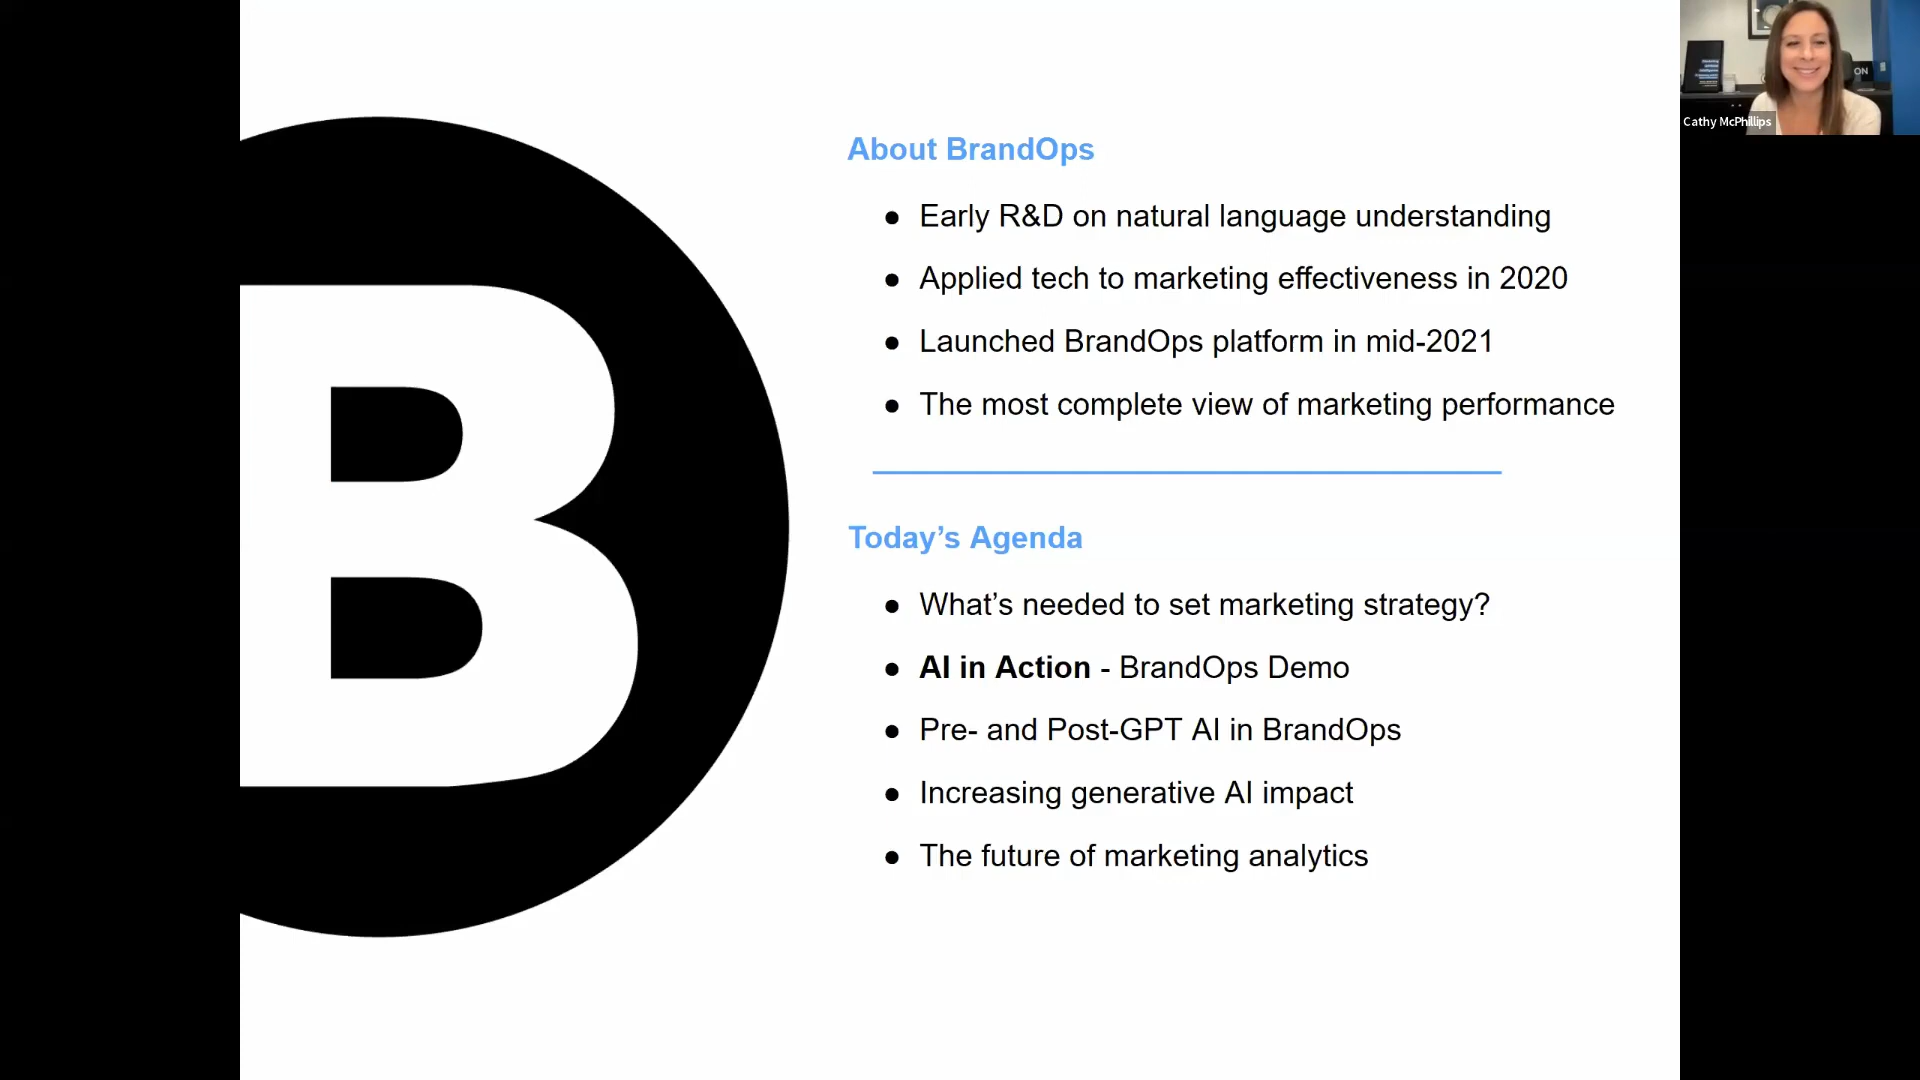 B
About BrandOps
● Early R&D on natural language understanding
● Applied tech to marketing effectiveness in 2020
● Launched BrandOps platform in mid-2021
● The most complete view of marketing performance
Today’s Agenda
● What’s needed to set marketing strategy?
● AI in Action - BrandOps Demo
● Pre- and Post-GPT AI in BrandOps
● Increasing generative AI impact
● The future of marketing analytics
ON
Cathy McPhillips